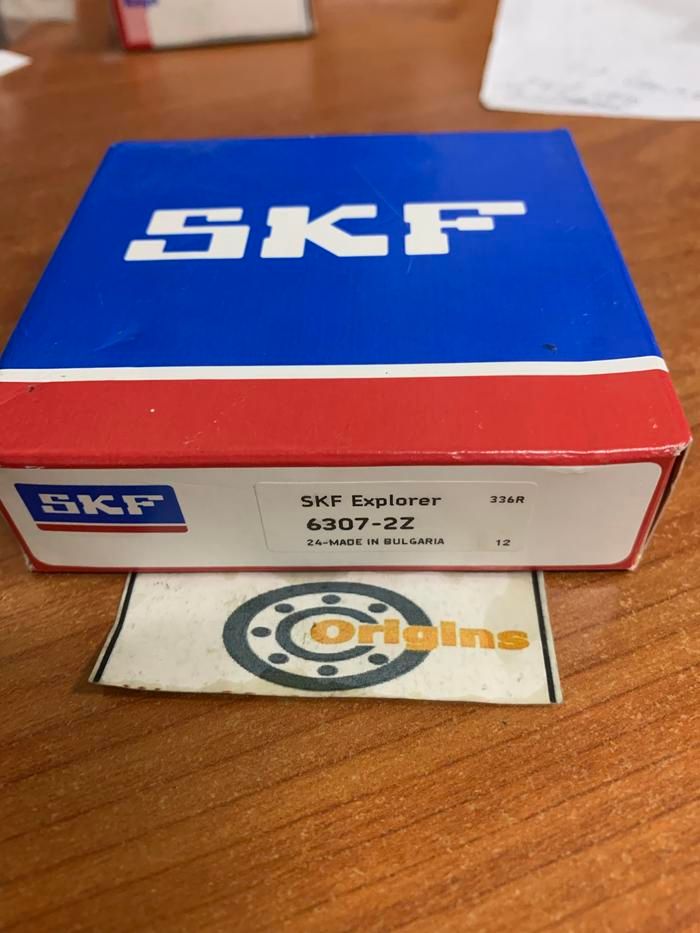 SKF
SKF
SKF Explorer 336R
6307-2Z
24-MADE IN BULGARIA 12
Origins